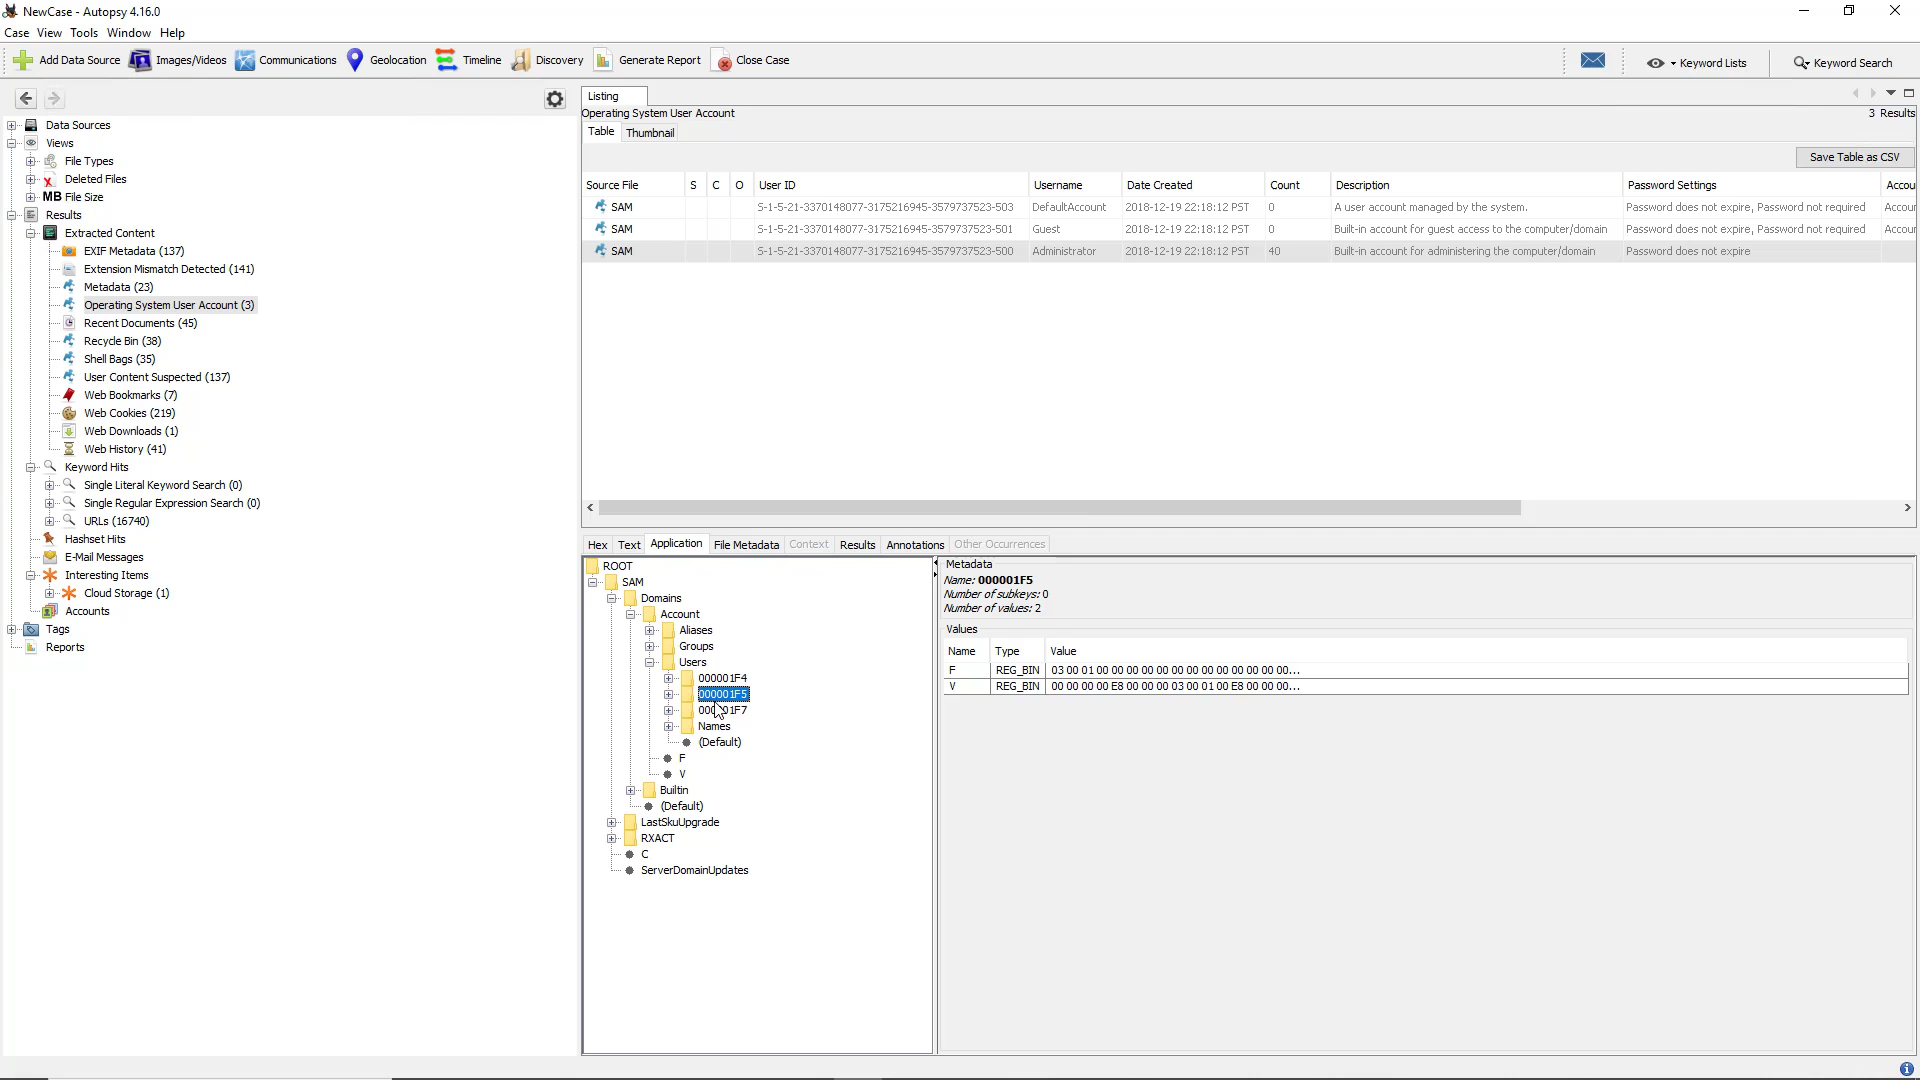 NewCase - Autopsy 4.16.0
Case View Tools Window Help
Add Data Source Images/Videos Communications Geolocation Timeline Discovery Generate Report Close Case Keyword Lists Keyword Search
Data Sources
Views
File Types
Deleted Files
MB File Size
Results
Extracted Content
EXIF Metadata (137)
Extension Mismatch Detected (141)
Metadata (23)
Operating System User Account (3)
Recent Documents (45)
Recycle Bin (38)
Shell Bags (35)
User Content Suspected (137)
Web Bookmarks (7)
Web Cookies (219)
Web Downloads (1)
Web History (41)
Keyword Hits
Single Literal Keyword Search (0)
Single Regular Expression Search (0)
URLs (16740)
Hashset Hits
E-Mail Messages
Interesting Items
Cloud Storage (1)
Accounts
Tags
Reports
Listing
Operating System User Account 3 Results
Table Thumbnail
Save Table as CSV
Source File S C O User ID Username Date Created Count Description Password Settings Accou
SAM S-1-5-21-3370148077-3175216945-3579737523-503 DefaultAccount 2018-12-19 22:18:12 PST 0 A user account managed by the system. Password does not expire, Password not required Accour
SAM S-1-5-21-3370148077-3175216945-3579737523-501 Guest 2018-12-19 22:18:12 PST 0 Built-in account for guest access to the computer/domain Password does not expire, Password not required Accour
SAM S-1-5-21-3370148077-3175216945-3579737523-500 Administrator 2018-12-19 22:18:12 PST 40 Built-in account for administering the computer/domain Password does not expire
Hex Text Application File Metadata Context Results Annotations Other Occurrences
ROOT
SAM
Domains
Account
Aliases
Groups
Users
000001F4
000001F5
000001F7
Names
(Default)
F
V
Builtin
(Default)
LastSkuUpgrade
RXACT
C
ServerDomainUpdates
Metadata
Name: 000001F5
Number of subkeys: 0
Number of values: 2
Values
Name Type Value
F REG_BIN 03 00 01 00 00 00 00 00 00 00 00 00 00 00 00 00...
V REG_BIN 00 00 00 00 E8 00 00 00 03 00 01 00 E8 00 00 00...